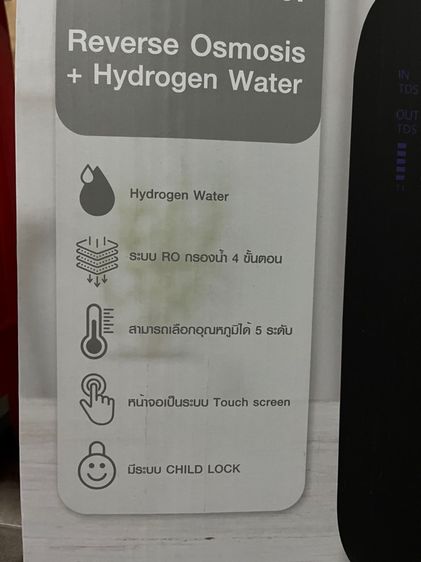 Reverse Osmosis
+ Hydrogen Water
Hydrogen Water
ระบบ RO กรองน้ำ 4 ขั้นตอน
สามารถเลือกอุณหภูมิได้ 5 ระดับ
หน้าจอเป็นระบบ Touch screen
มีระบบ CHILD LOCK
IN
TDS
OUT
TDS